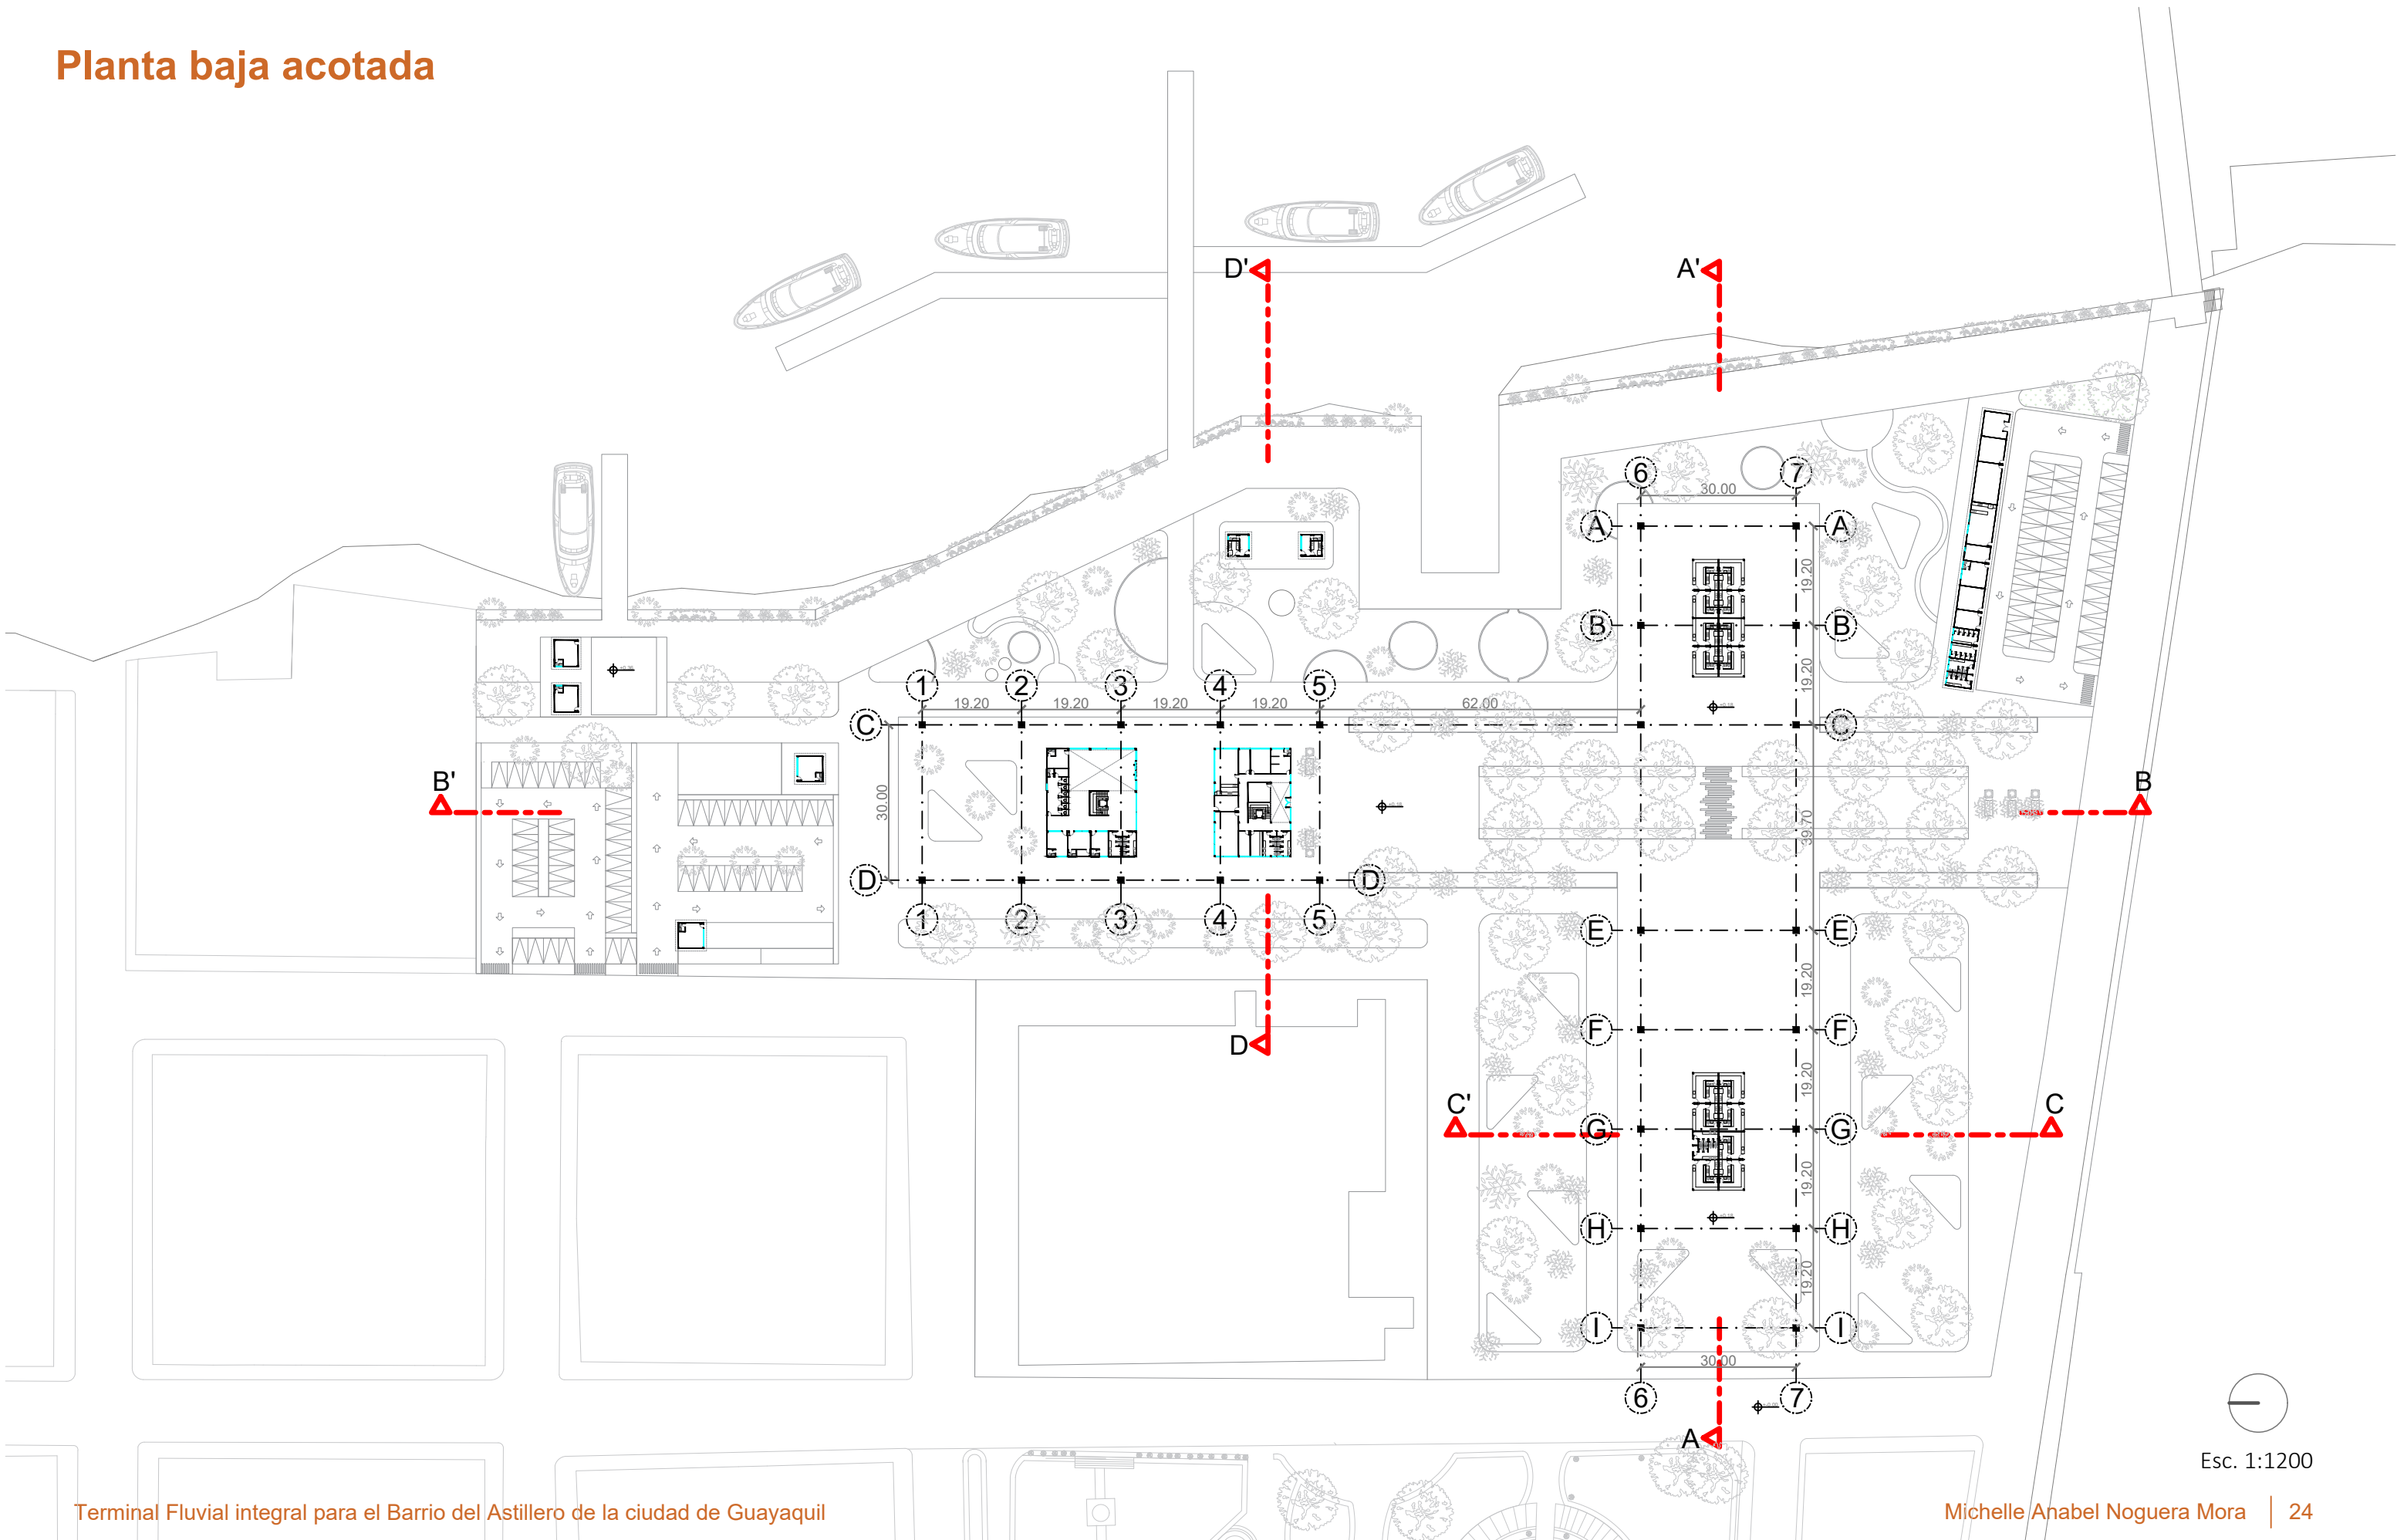 Planta baja acotada
D'
A'
6
7
30.00
A
A
19.20
B
B
19.20
1
2
3
4
5
19.20
19.20
19.20
19.20
62.00
C
C
B'
30.00
39.70
B
D
D
1
2
3
4
5
E
E
19.20
F
F
D
19.20
C'
G
G
C
19.20
H
H
19.20
I
I
30.00
6
7
A
Esc. 1:1200
Terminal Fluvial integral para el Barrio del Astillero de la ciudad de Guayaquil
Michelle Anabel Noguera Mora
24